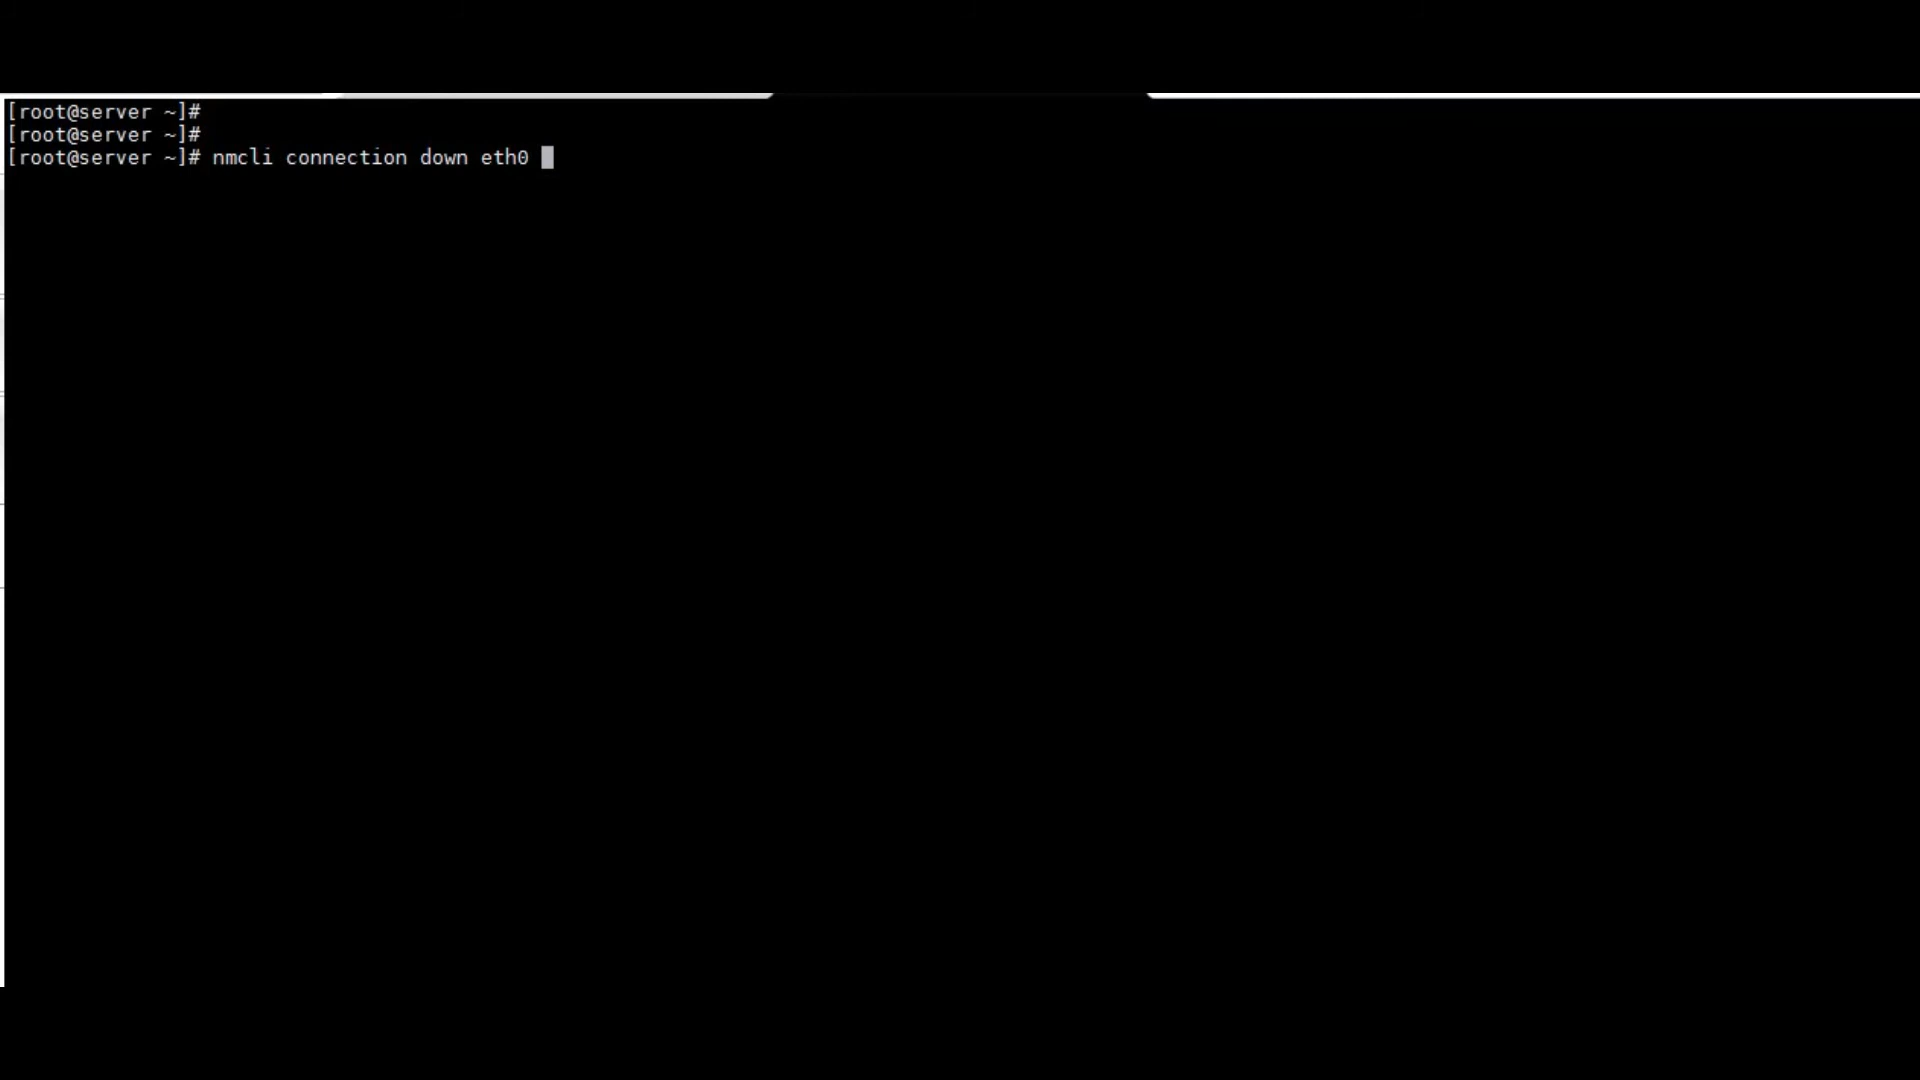 [root@server ~]#
[root@server ~]#
[root@server ~]# nmcli connection down eth0